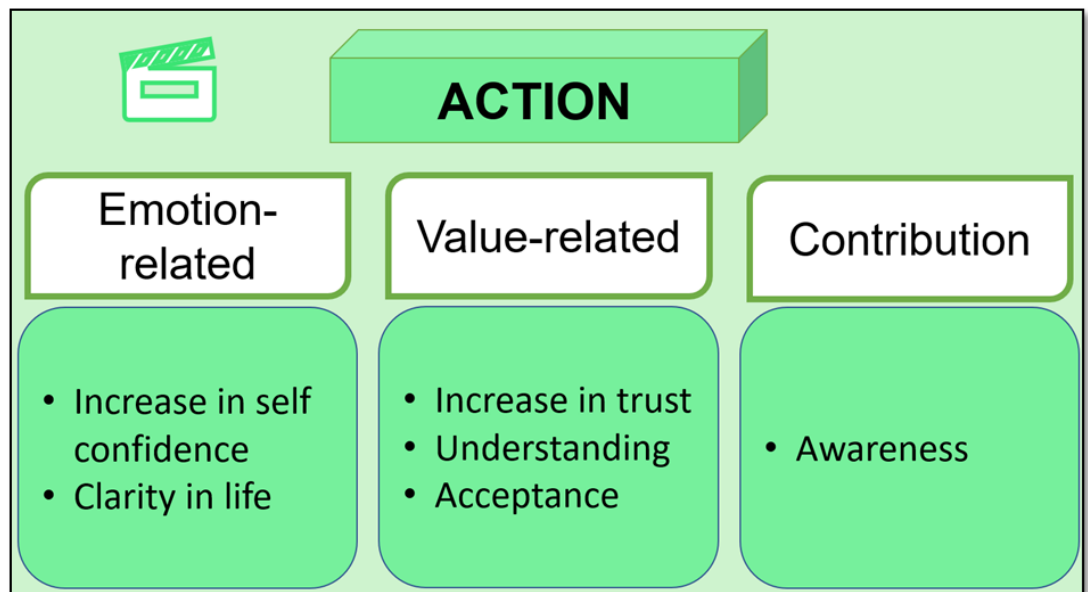 ACTION
Emotion-
related
• Increase in self
confidence
• Clarity in life
Value-related
• Increase in trust
• Understanding
• Acceptance
Contribution
• Awareness